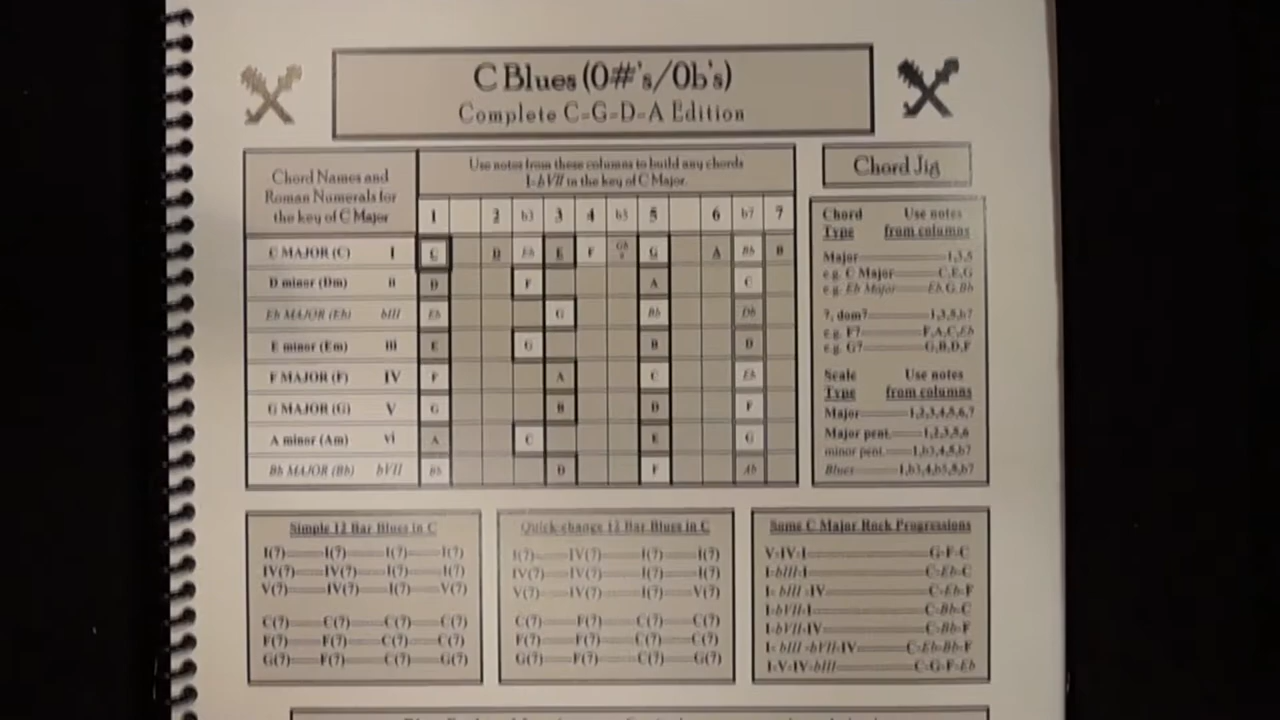 C Blues (0#'s/0b's)
Complete C-G-D-A Edition
Chord Names and
Roman Numerals for
the key of C Major
Use notes from these columns to build any chords
I-bVII in the key of C Major.
1 2 b3 3 4 b5 5 6 b7 7
C MAJOR (C) I C D Eb E F Gb G A Bb B
D minor (Dm) ii D F A C
Eb MAJOR (Eb) bIII Eb G Bb Db
E minor (Em) iii E G B D
F MAJOR (F) IV F A C Eb
G MAJOR (G) V G B D F
A minor (Am) vi A C E G
Bb MAJOR (Bb) bVII Bb D F Ab
Chord Jig
Chord Use notes
Type from columns
Major 1,3,5
e.g. C Major C,E,G
e.g. Eb Major Eb,G,Bb
7, dom7 1,3,5,b7
e.g. F7 F,A,C,Eb
e.g. G7 G,B,D,F
Scale Use notes
Type from columns
Major 1,2,3,4,5,6,7
Major pent. 1,2,3,5,6
minor pent. 1,b3,4,5,b7
Blues 1,b3,4,b5,5,b7
Simple 12 Bar Blues in C
I(7) I(7) I(7) I(7)
IV(7) IV(7) I(7) I(7)
V(7) IV(7) I(7) V(7)
C(7) C(7) C(7) C(7)
F(7) F(7) C(7) C(7)
G(7) F(7) C(7) G(7)
Quick-change 12 Bar Blues in C
I(7) IV(7) I(7) I(7)
IV(7) IV(7) I(7) I(7)
V(7) IV(7) I(7) V(7)
C(7) F(7) C(7) C(7)
F(7) F(7) C(7) C(7)
G(7) F(7) C(7) G(7)
Some C Major Rock Progressions
V-IV-I G-F-C
I-bIII-I C-Eb-C
I- bIII -IV C-Eb-F
I-bVII-I C-Bb-C
I-bVII-IV C-Bb-F
I- bIII -bVII-IV C-Eb-Bb-F
I-V-IV-bIII C-G-F-Eb